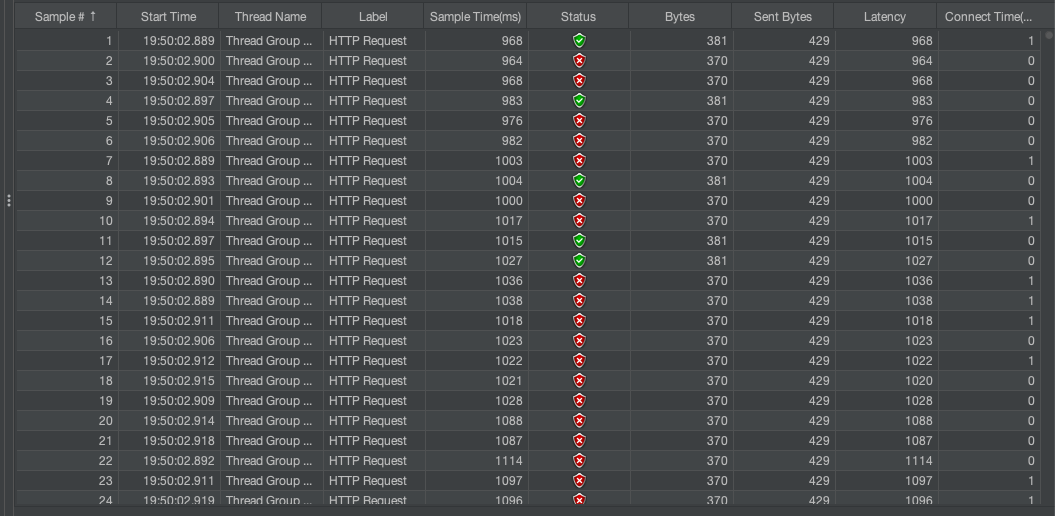 Sample # ↑ Start Time Thread Name Label Sample Time(ms) Status Bytes Sent Bytes Latency Connect Time(...
1 19:50:02.889 Thread Group ... HTTP Request 968 381 429 968 1
2 19:50:02.900 Thread Group ... HTTP Request 964 370 429 964 0
3 19:50:02.904 Thread Group ... HTTP Request 968 370 429 968 0
4 19:50:02.897 Thread Group ... HTTP Request 983 381 429 983 0
5 19:50:02.905 Thread Group ... HTTP Request 976 370 429 976 0
6 19:50:02.906 Thread Group ... HTTP Request 982 370 429 982 0
7 19:50:02.889 Thread Group ... HTTP Request 1003 370 429 1003 1
8 19:50:02.893 Thread Group ... HTTP Request 1004 381 429 1004 0
9 19:50:02.901 Thread Group ... HTTP Request 1000 370 429 1000 0
10 19:50:02.894 Thread Group ... HTTP Request 1017 370 429 1017 1
11 19:50:02.897 Thread Group ... HTTP Request 1015 381 429 1015 0
12 19:50:02.895 Thread Group ... HTTP Request 1027 381 429 1027 0
13 19:50:02.890 Thread Group ... HTTP Request 1036 370 429 1036 1
14 19:50:02.889 Thread Group ... HTTP Request 1038 370 429 1038 1
15 19:50:02.911 Thread Group ... HTTP Request 1018 370 429 1018 1
16 19:50:02.906 Thread Group ... HTTP Request 1023 370 429 1023 0
17 19:50:02.912 Thread Group ... HTTP Request 1022 370 429 1022 1
18 19:50:02.915 Thread Group ... HTTP Request 1021 370 429 1020 0
19 19:50:02.909 Thread Group ... HTTP Request 1028 370 429 1028 0
20 19:50:02.914 Thread Group ... HTTP Request 1088 370 429 1088 0
21 19:50:02.918 Thread Group ... HTTP Request 1087 370 429 1087 0
22 19:50:02.892 Thread Group ... HTTP Request 1114 370 429 1114 0
23 19:50:02.911 Thread Group ... HTTP Request 1097 370 429 1097 1
24 19:50:02.919 Thread Group ... HTTP Request 1096 370 429 1096 1